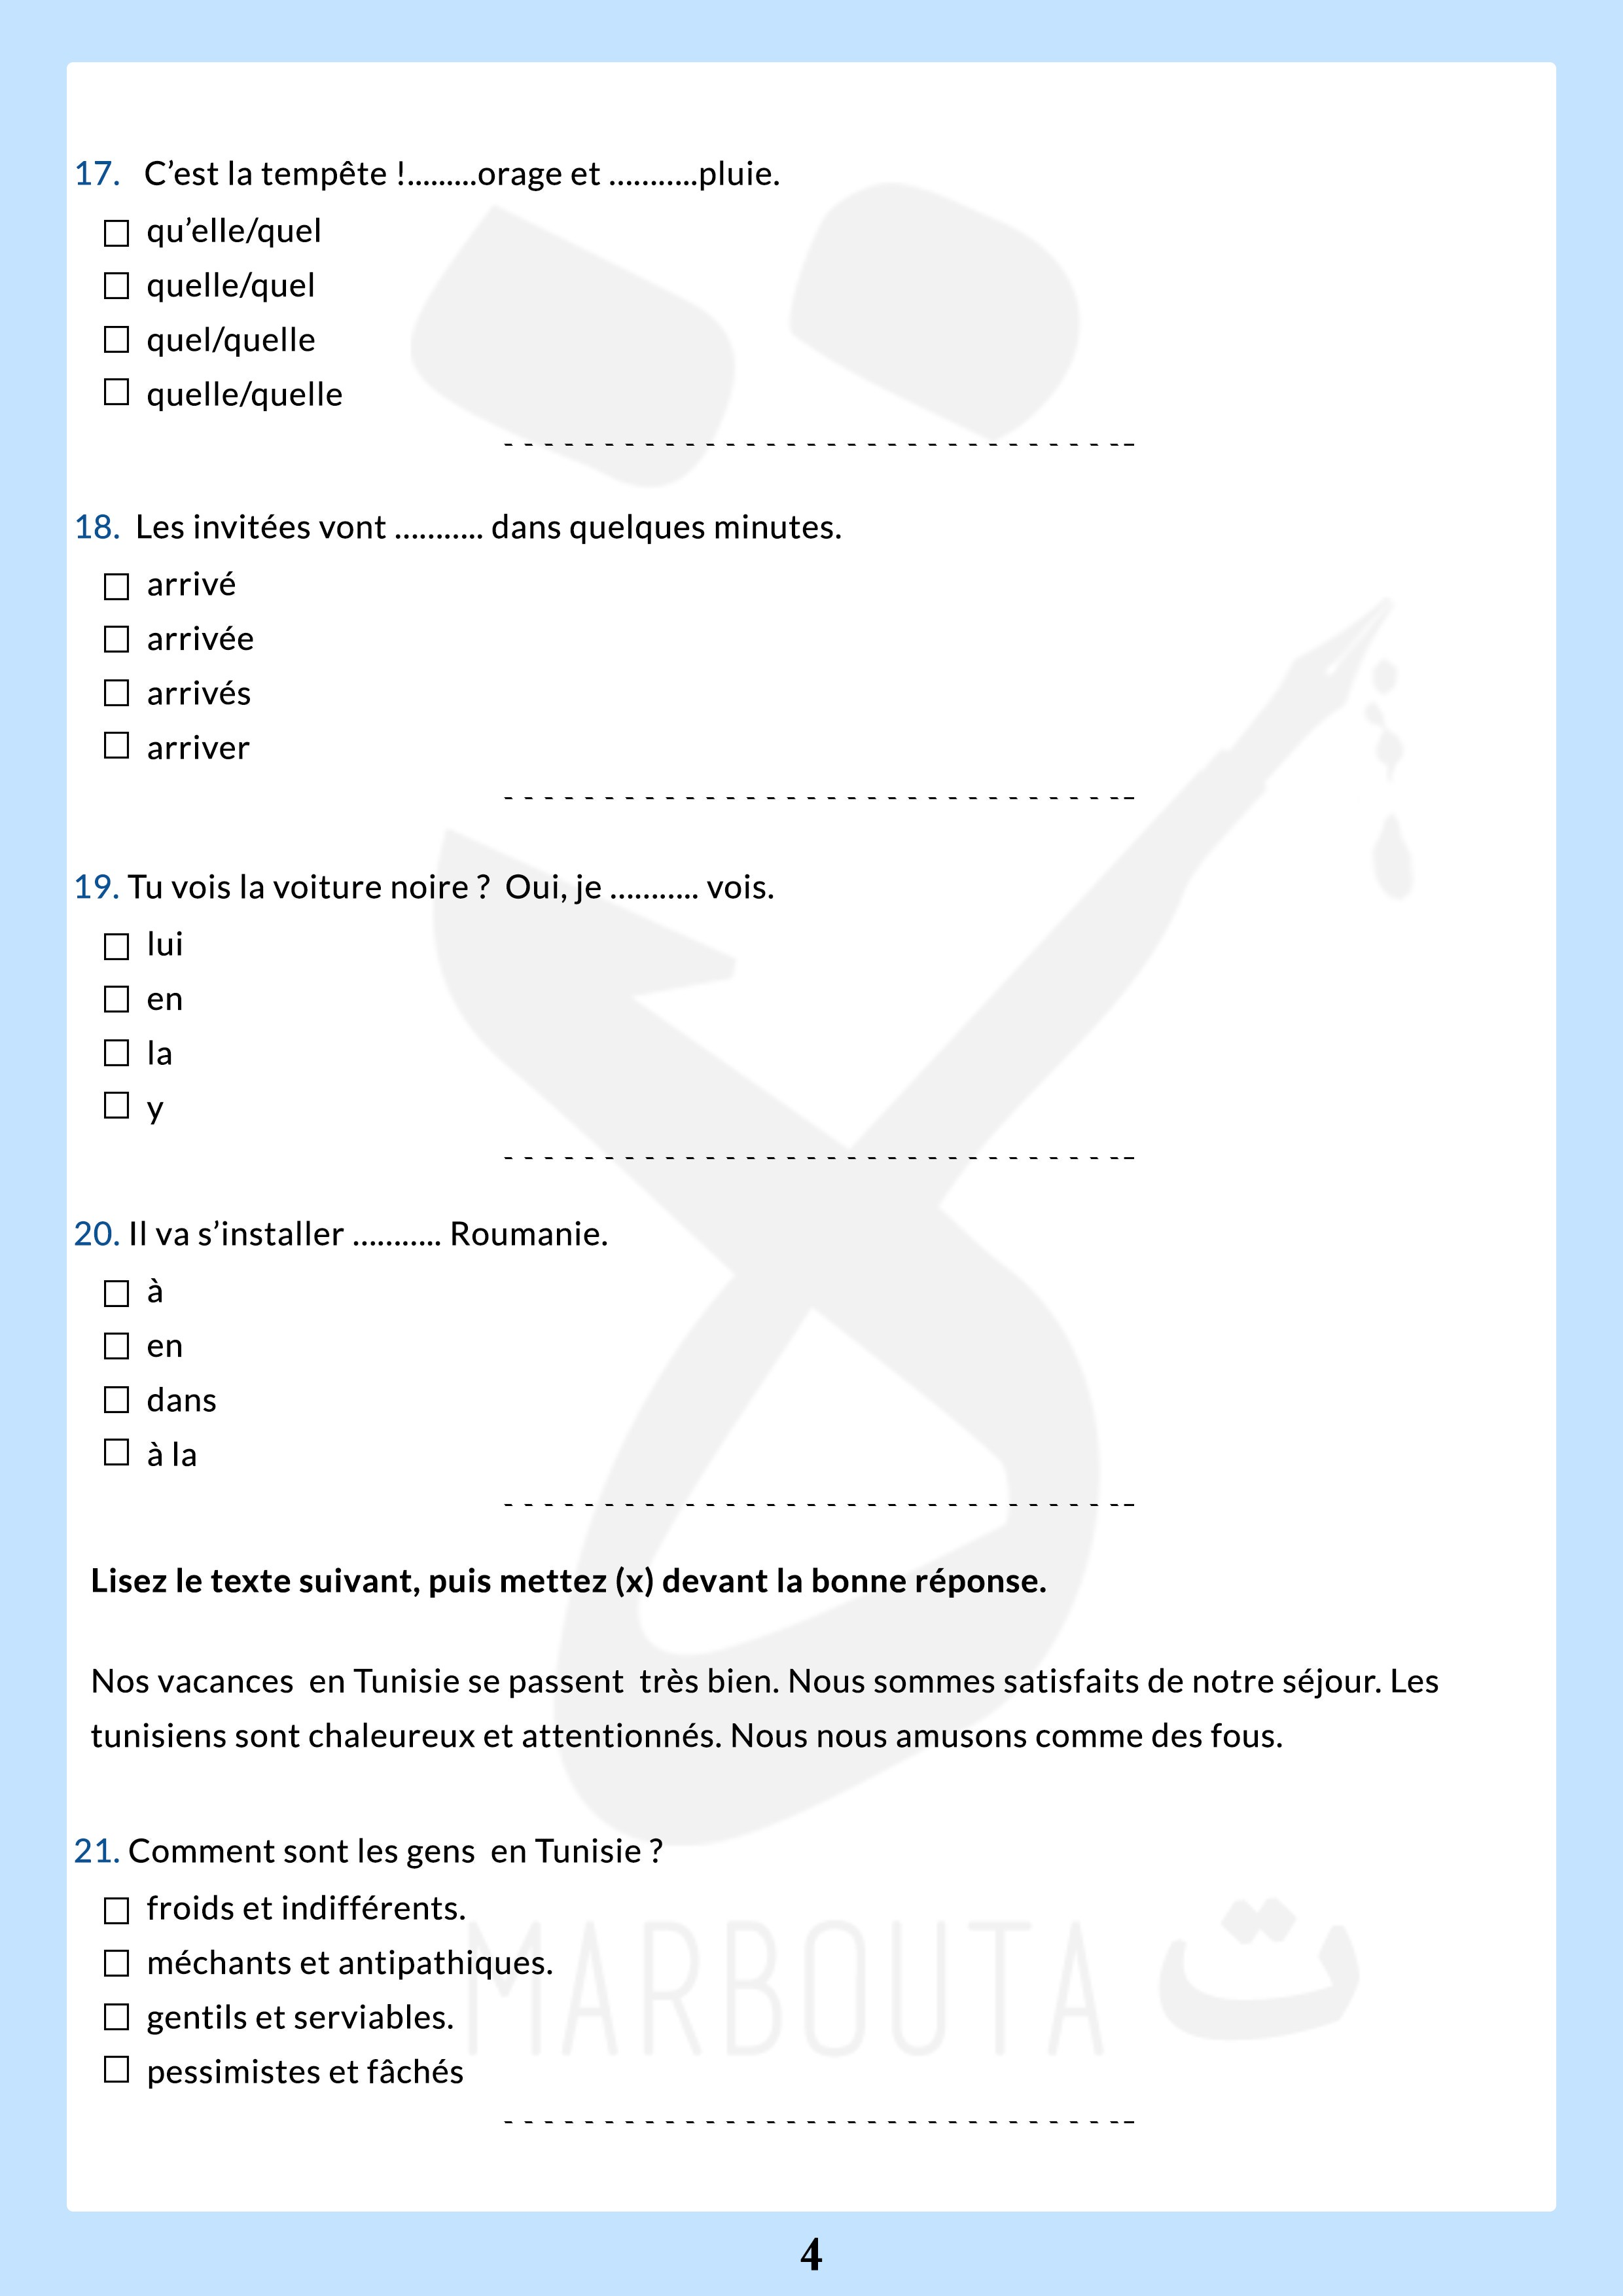 17. C'est la tempête !.........orage et ...........pluie.
☐ qu'elle/quel
☐ quelle/quel
☐ quel/quelle
☐ quelle/quelle
18. Les invitées vont ........... dans quelques minutes.
☐ arrivé
☐ arrivée
☐ arrivés
☐ arriver
19. Tu vois la voiture noire ? Oui, je ........... vois.
☐ lui
☐ en
☐ la
☐ y
20. Il va s'installer ........... Roumanie.
☐ à
☐ en
☐ dans
☐ à la
Lisez le texte suivant, puis mettez (x) devant la bonne réponse.
Nos vacances en Tunisie se passent très bien. Nous sommes satisfaits de notre séjour. Les
tunisiens sont chaleureux et attentionnés. Nous nous amusons comme des fous.
21. Comment sont les gens en Tunisie ?
☐ froids et indifférents.
☐ méchants et antipathiques.
☐ gentils et serviables.
☐ pessimistes et fâchés
MARBOUTA ت
4